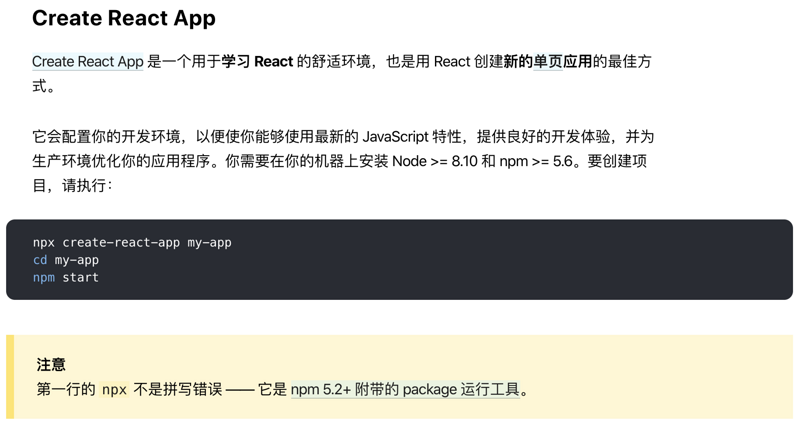 Create React App
Create React App 是一个用于学习 React 的舒适环境，也是用 React 创建新的单页应用的最佳方
式。
它会配置你的开发环境，以便使你能够使用最新的 JavaScript 特性，提供良好的开发体验，并为
生产环境优化你的应用程序。你需要在你的机器上安装 Node >= 8.10 和 npm >= 5.6。要创建项
目，请执行：
npx create-react-app my-app
cd my-app
npm start
注意
第一行的 npx 不是拼写错误 —— 它是 npm 5.2+ 附带的 package 运行工具。